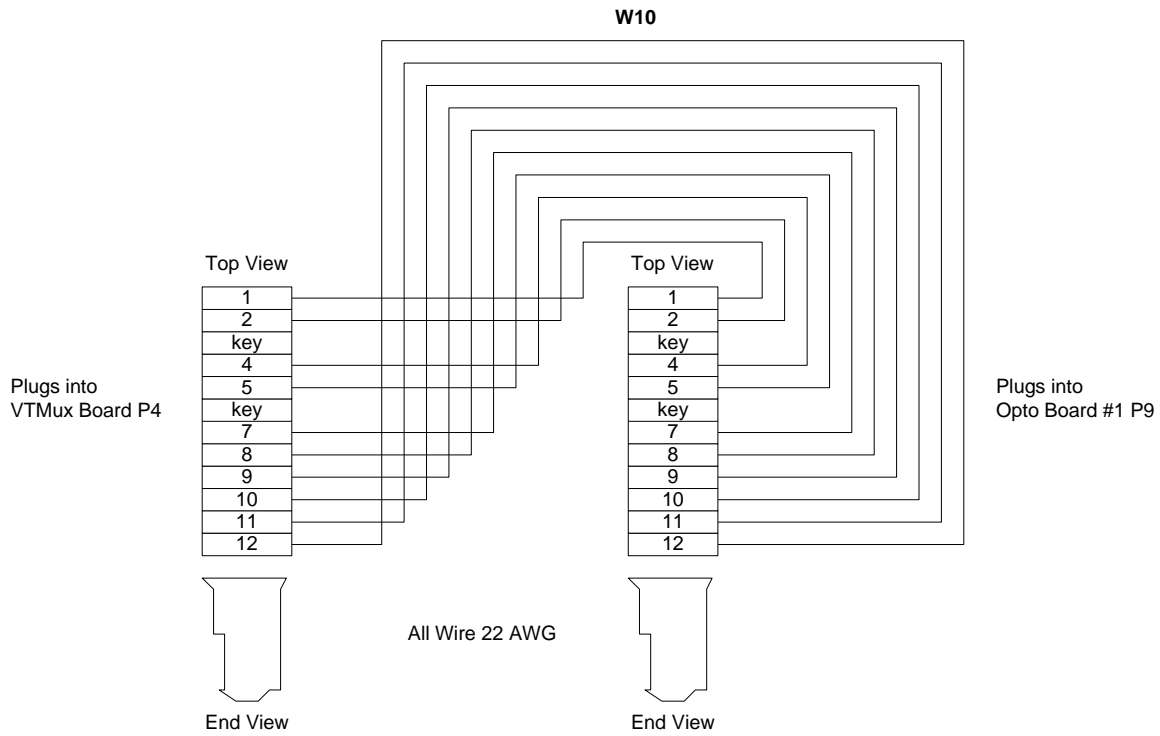 W10
Top View
Top View
1
2
key
4
5
key
7
8
9
10
11
12
1
2
key
4
5
key
7
8
9
10
11
12
Plugs into
VTMux Board P4
Plugs into
Opto Board #1 P9
All Wire 22 AWG
End View
End View